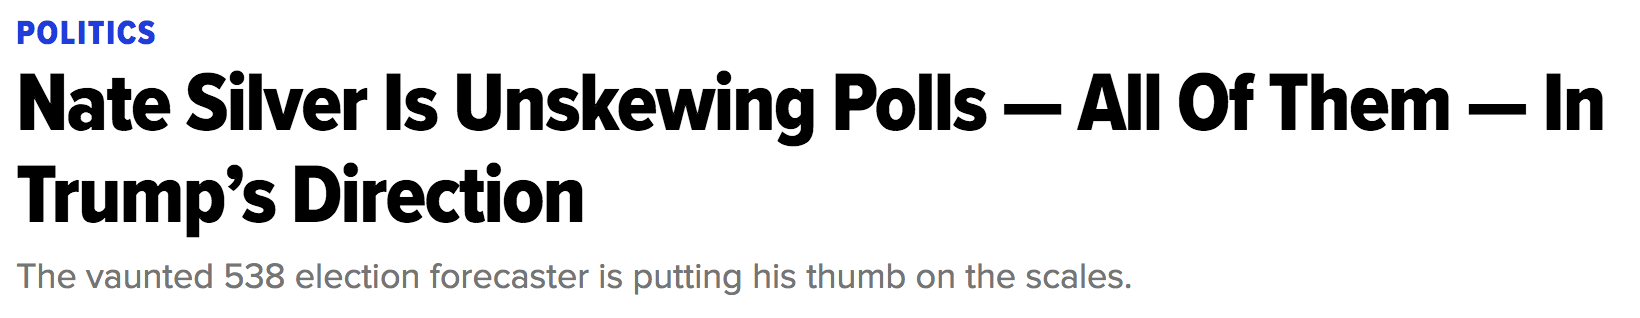 POLITICS
Nate Silver Is Unskewing Polls — All Of Them — In
Trump’s Direction
The vaunted 538 election forecaster is putting his thumb on the scales.